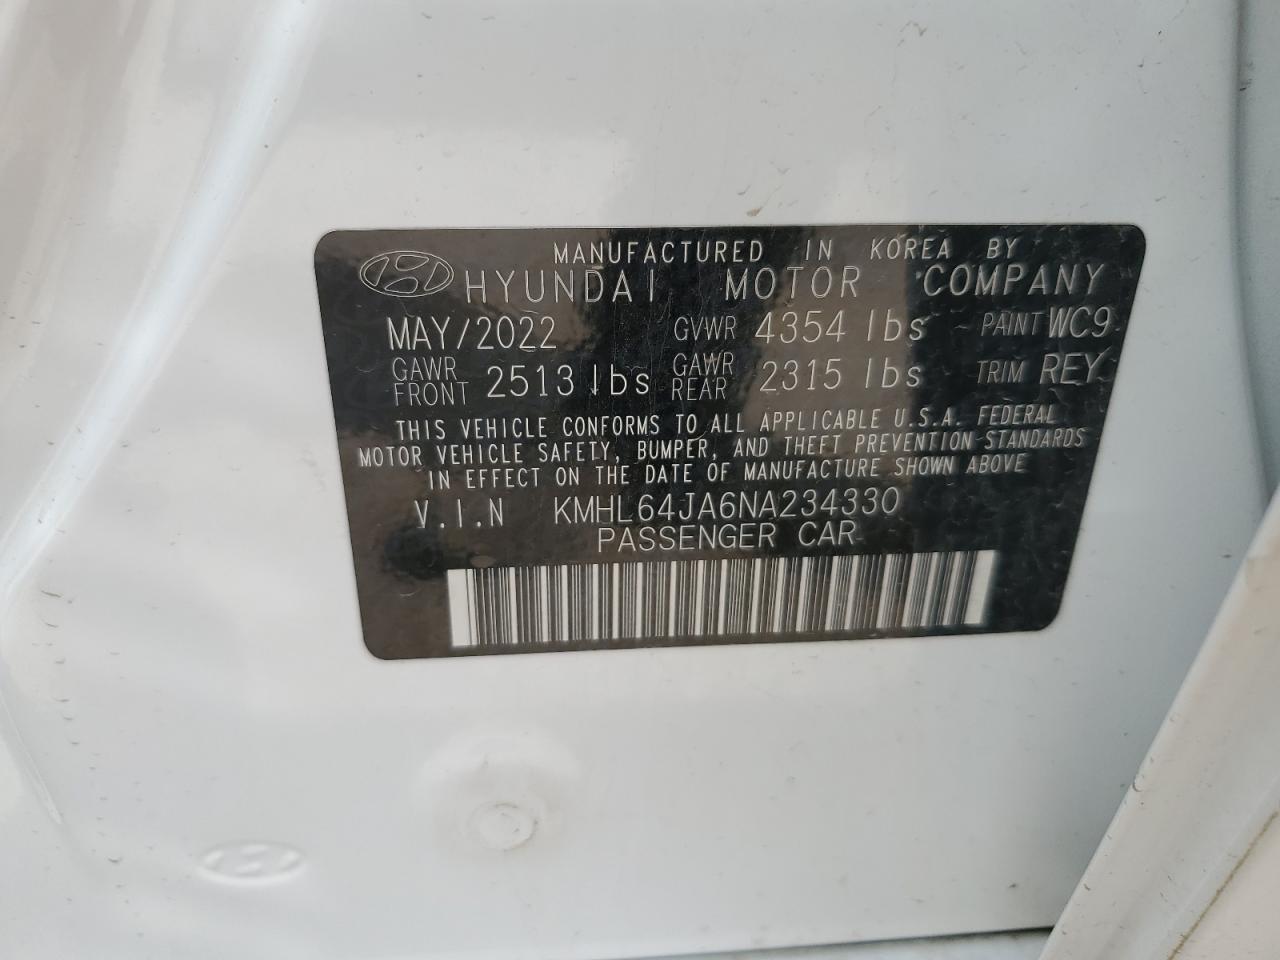 MANUFACTURED IN KOREA BY
HYUNDAI MOTOR COMPANY
MAY/2022 GVWR 4354 lbs PAINT WC9
GAWR FRONT 2513 lbs GAWR REAR 2315 lbs TRIM REY
THIS VEHICLE CONFORMS TO ALL APPLICABLE U.S.A. FEDERAL
MOTOR VEHICLE SAFETY, BUMPER, AND THEFT PREVENTION STANDARDS
IN EFFECT ON THE DATE OF MANUFACTURE SHOWN ABOVE
V.I.N KMHL64JA6NA234330
PASSENGER CAR